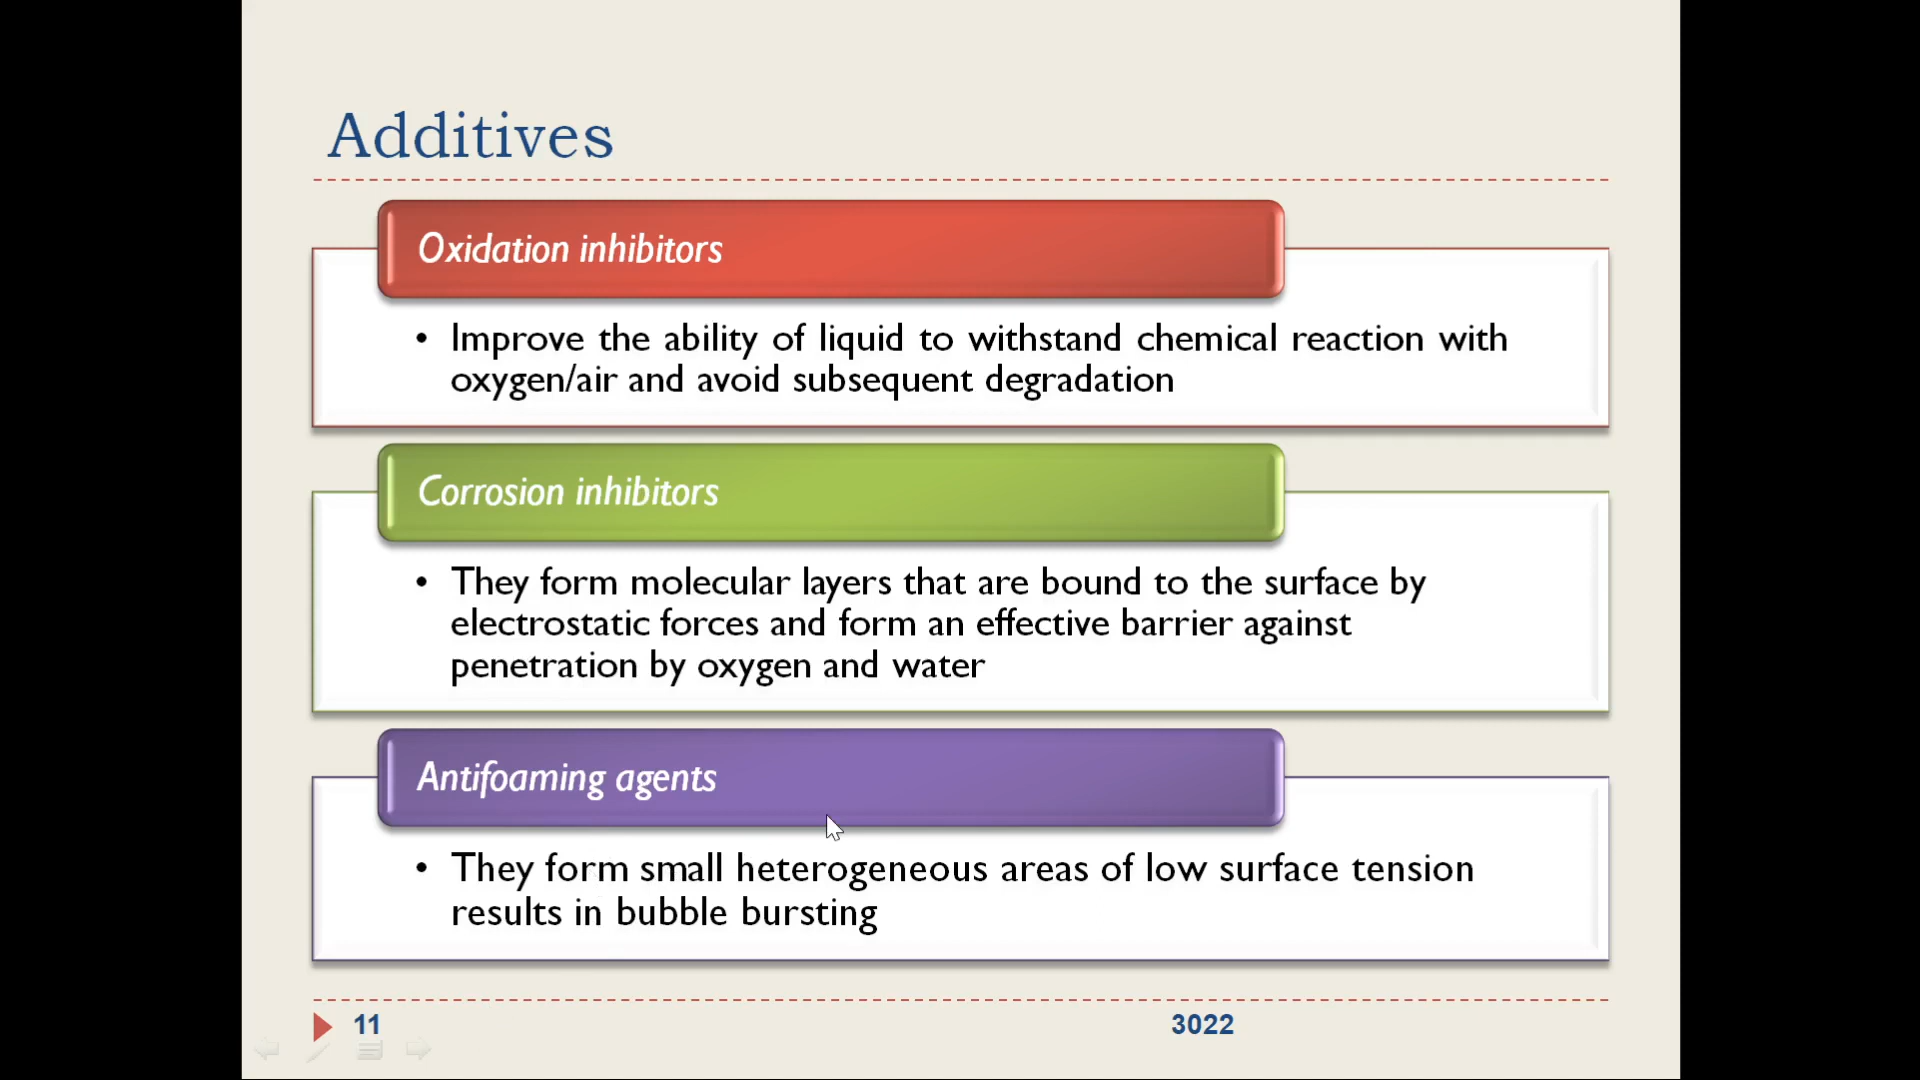 Additives
Oxidation inhibitors
• Improve the ability of liquid to withstand chemical reaction with
oxygen/air and avoid subsequent degradation
Corrosion inhibitors
• They form molecular layers that are bound to the surface by
electrostatic forces and form an effective barrier against
penetration by oxygen and water
Antifoaming agents
• They form small heterogeneous areas of low surface tension
results in bubble bursting
11
3022